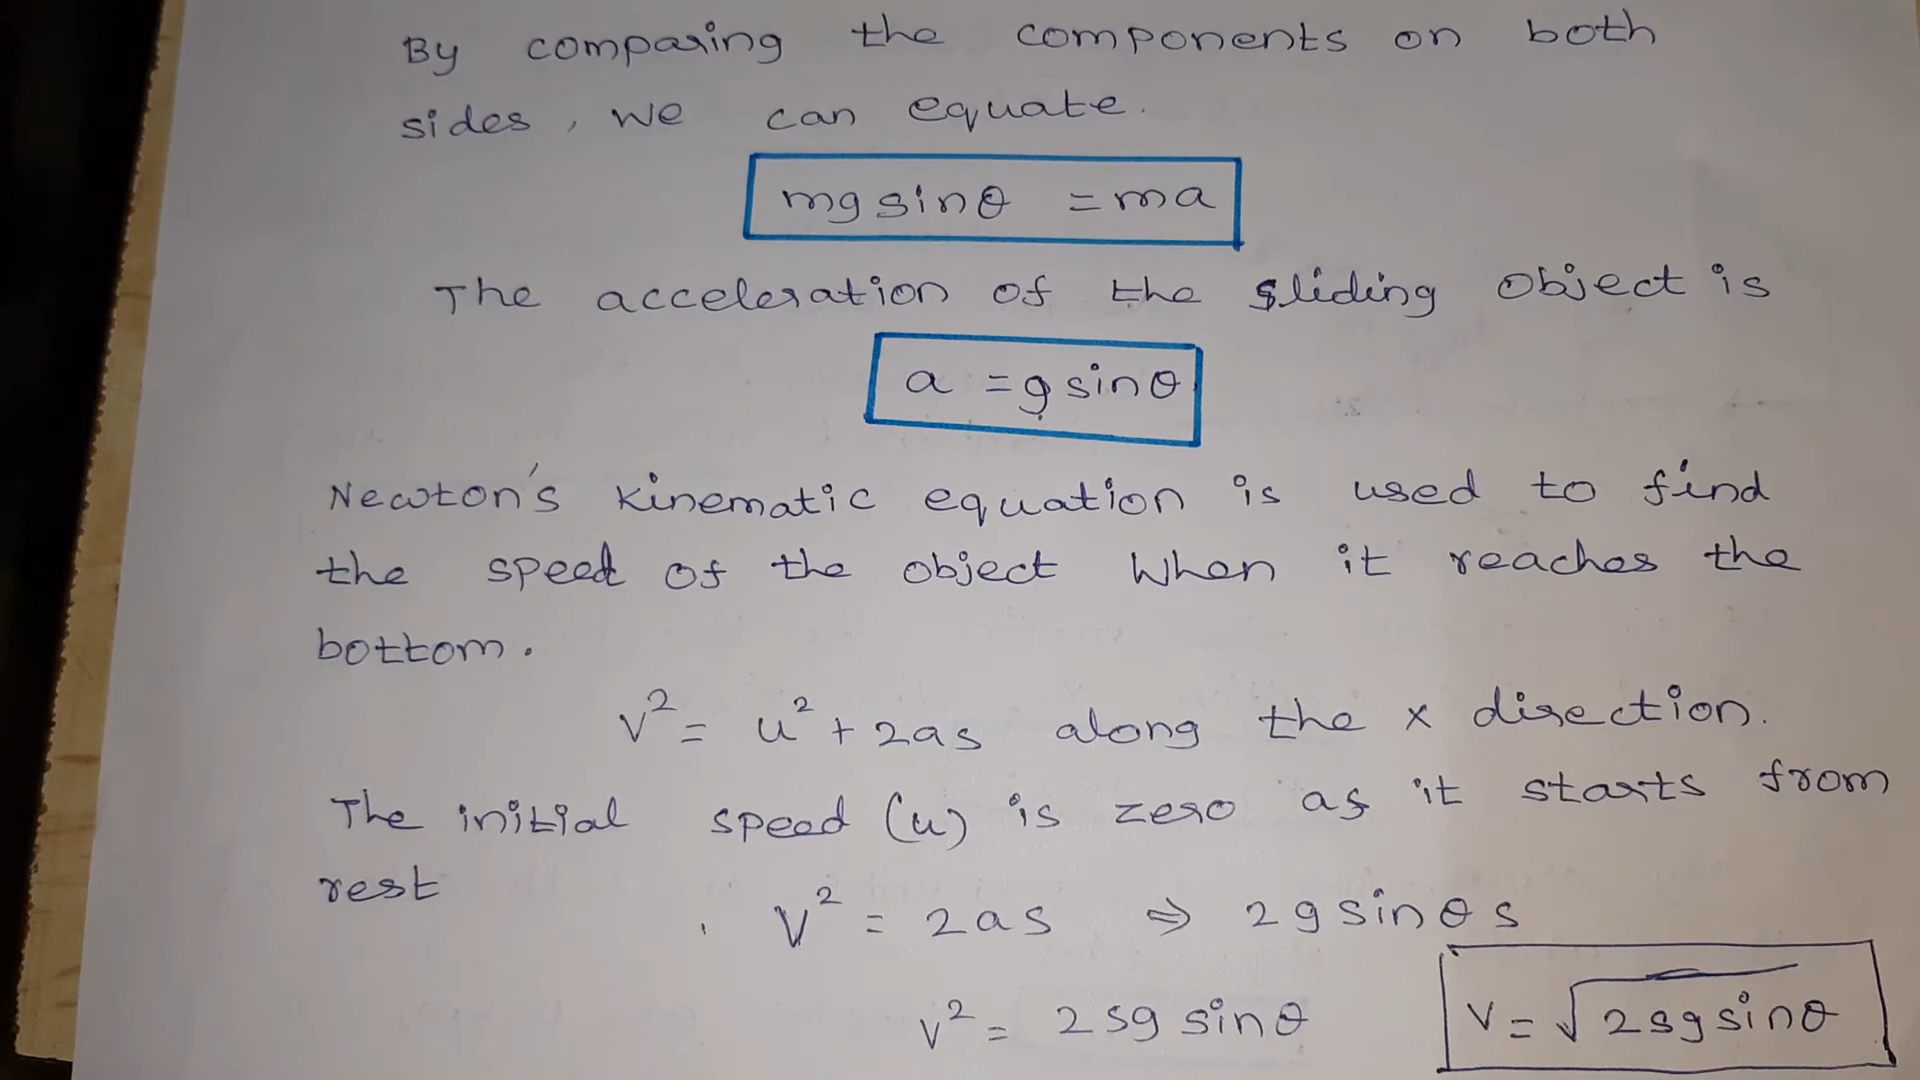 By comparing the components on both
sides, we can equate.
mg sinθ = ma
The acceleration of the sliding object is
a = g sinθ
Newton's kinematic equation is used to find
the speed of the object when it reaches the
bottom.
v² = u² + 2as along the x direction.
The initial speed (u) is zero as it starts from
rest
v² = 2as ⇒ 2g sinθ s
v² = 2sg sinθ
v = √2sg sinθ